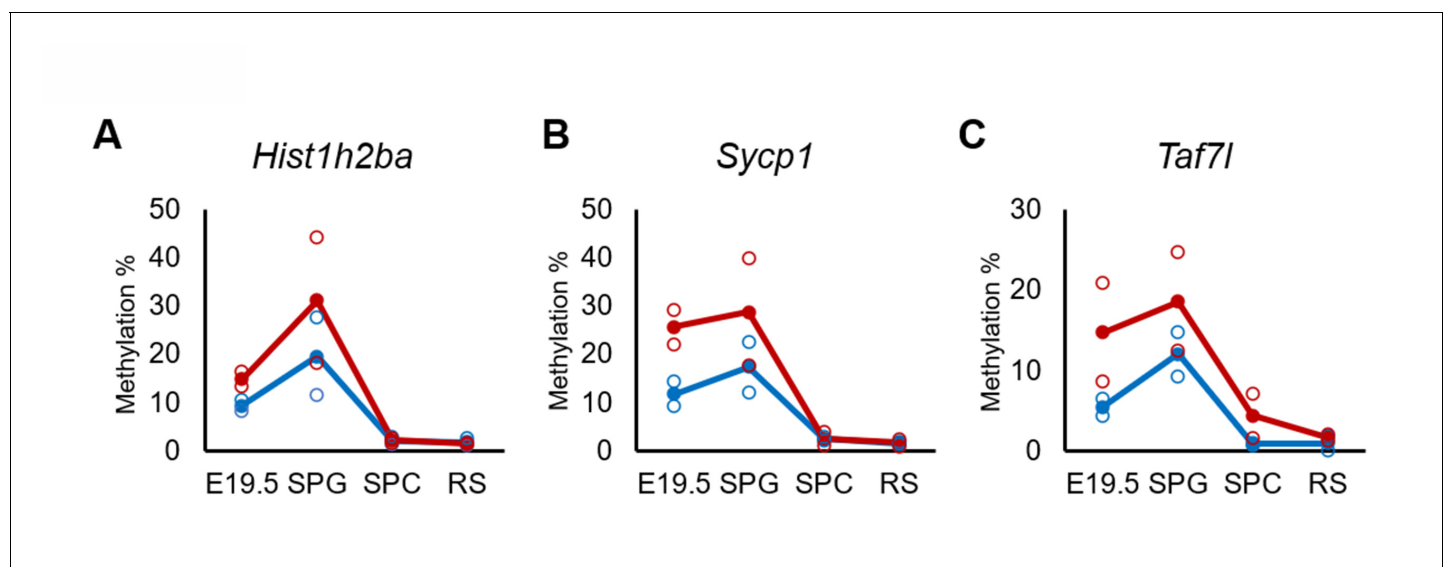 A
Hist1h2ba
Methylation %
50
40
30
20
10
0
E19.5 SPG SPC RS
B
Sycp1
Methylation %
50
40
30
20
10
0
E19.5 SPG SPC RS
C
Taf7l
Methylation %
30
20
10
0
E19.5 SPG SPC RS